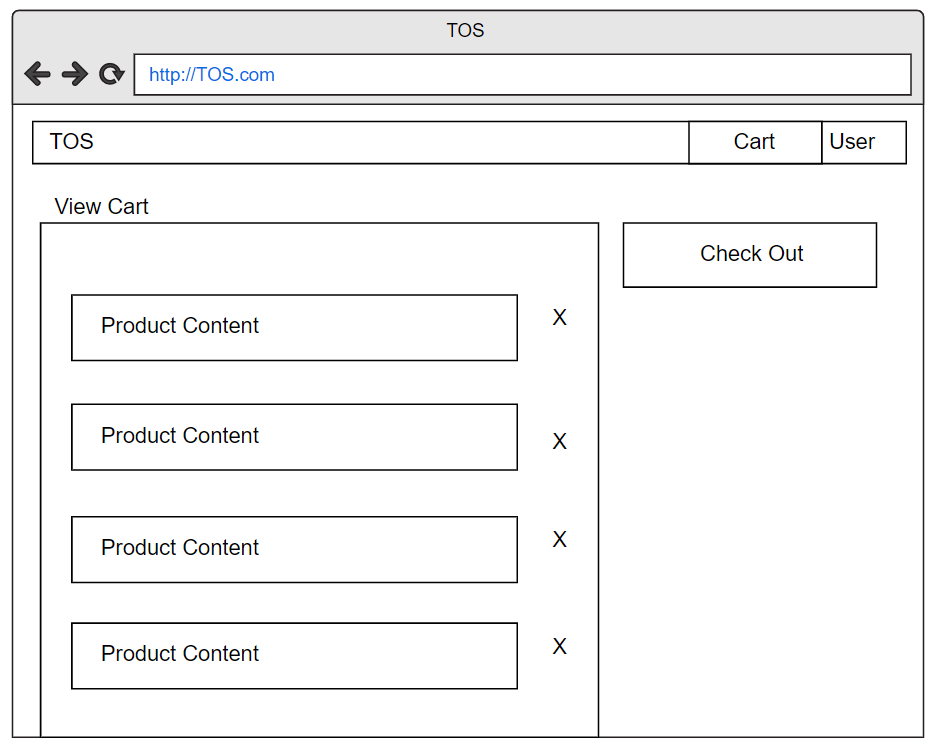 TOS
http://TOS.com
TOS Cart User
View Cart
Check Out
Product Content X
Product Content X
Product Content X
Product Content X